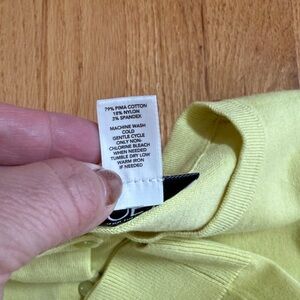 79% PIMA COTTON
18% NYLON
3% SPANDEX
MACHINE WASH
COLD
GENTLE CYCLE
ONLY NON-
CHLORINE BLEACH
WHEN NEEDED
TUMBLE DRY LOW
WARM IRON
IF NEEDED